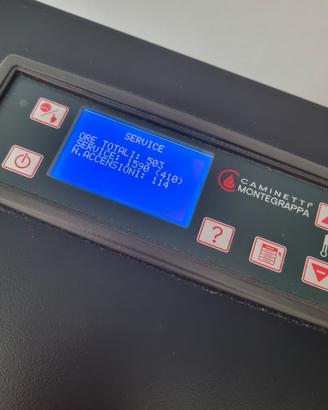 SERVICE
ORE TOTALI: 503
SERVICE: 1590 (410)
N.ACCENSIONI: 114
CAMINETTI®
MONTEGRAPPA
?